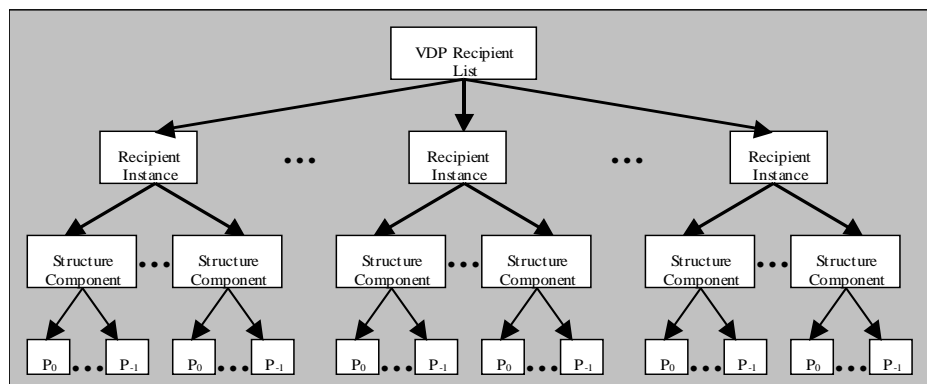 VDP Recipient
List
Recipient
Instance
•••
Recipient
Instance
•••
Recipient
Instance
Structure
Component
•••
Structure
Component
Structure
Component
•••
Structure
Component
Structure
Component
•••
Structure
Component
P0 ••• P-1 P0 ••• P-1 P0 ••• P-1 P0 ••• P-1 P0 ••• P-1 P0 ••• P-1